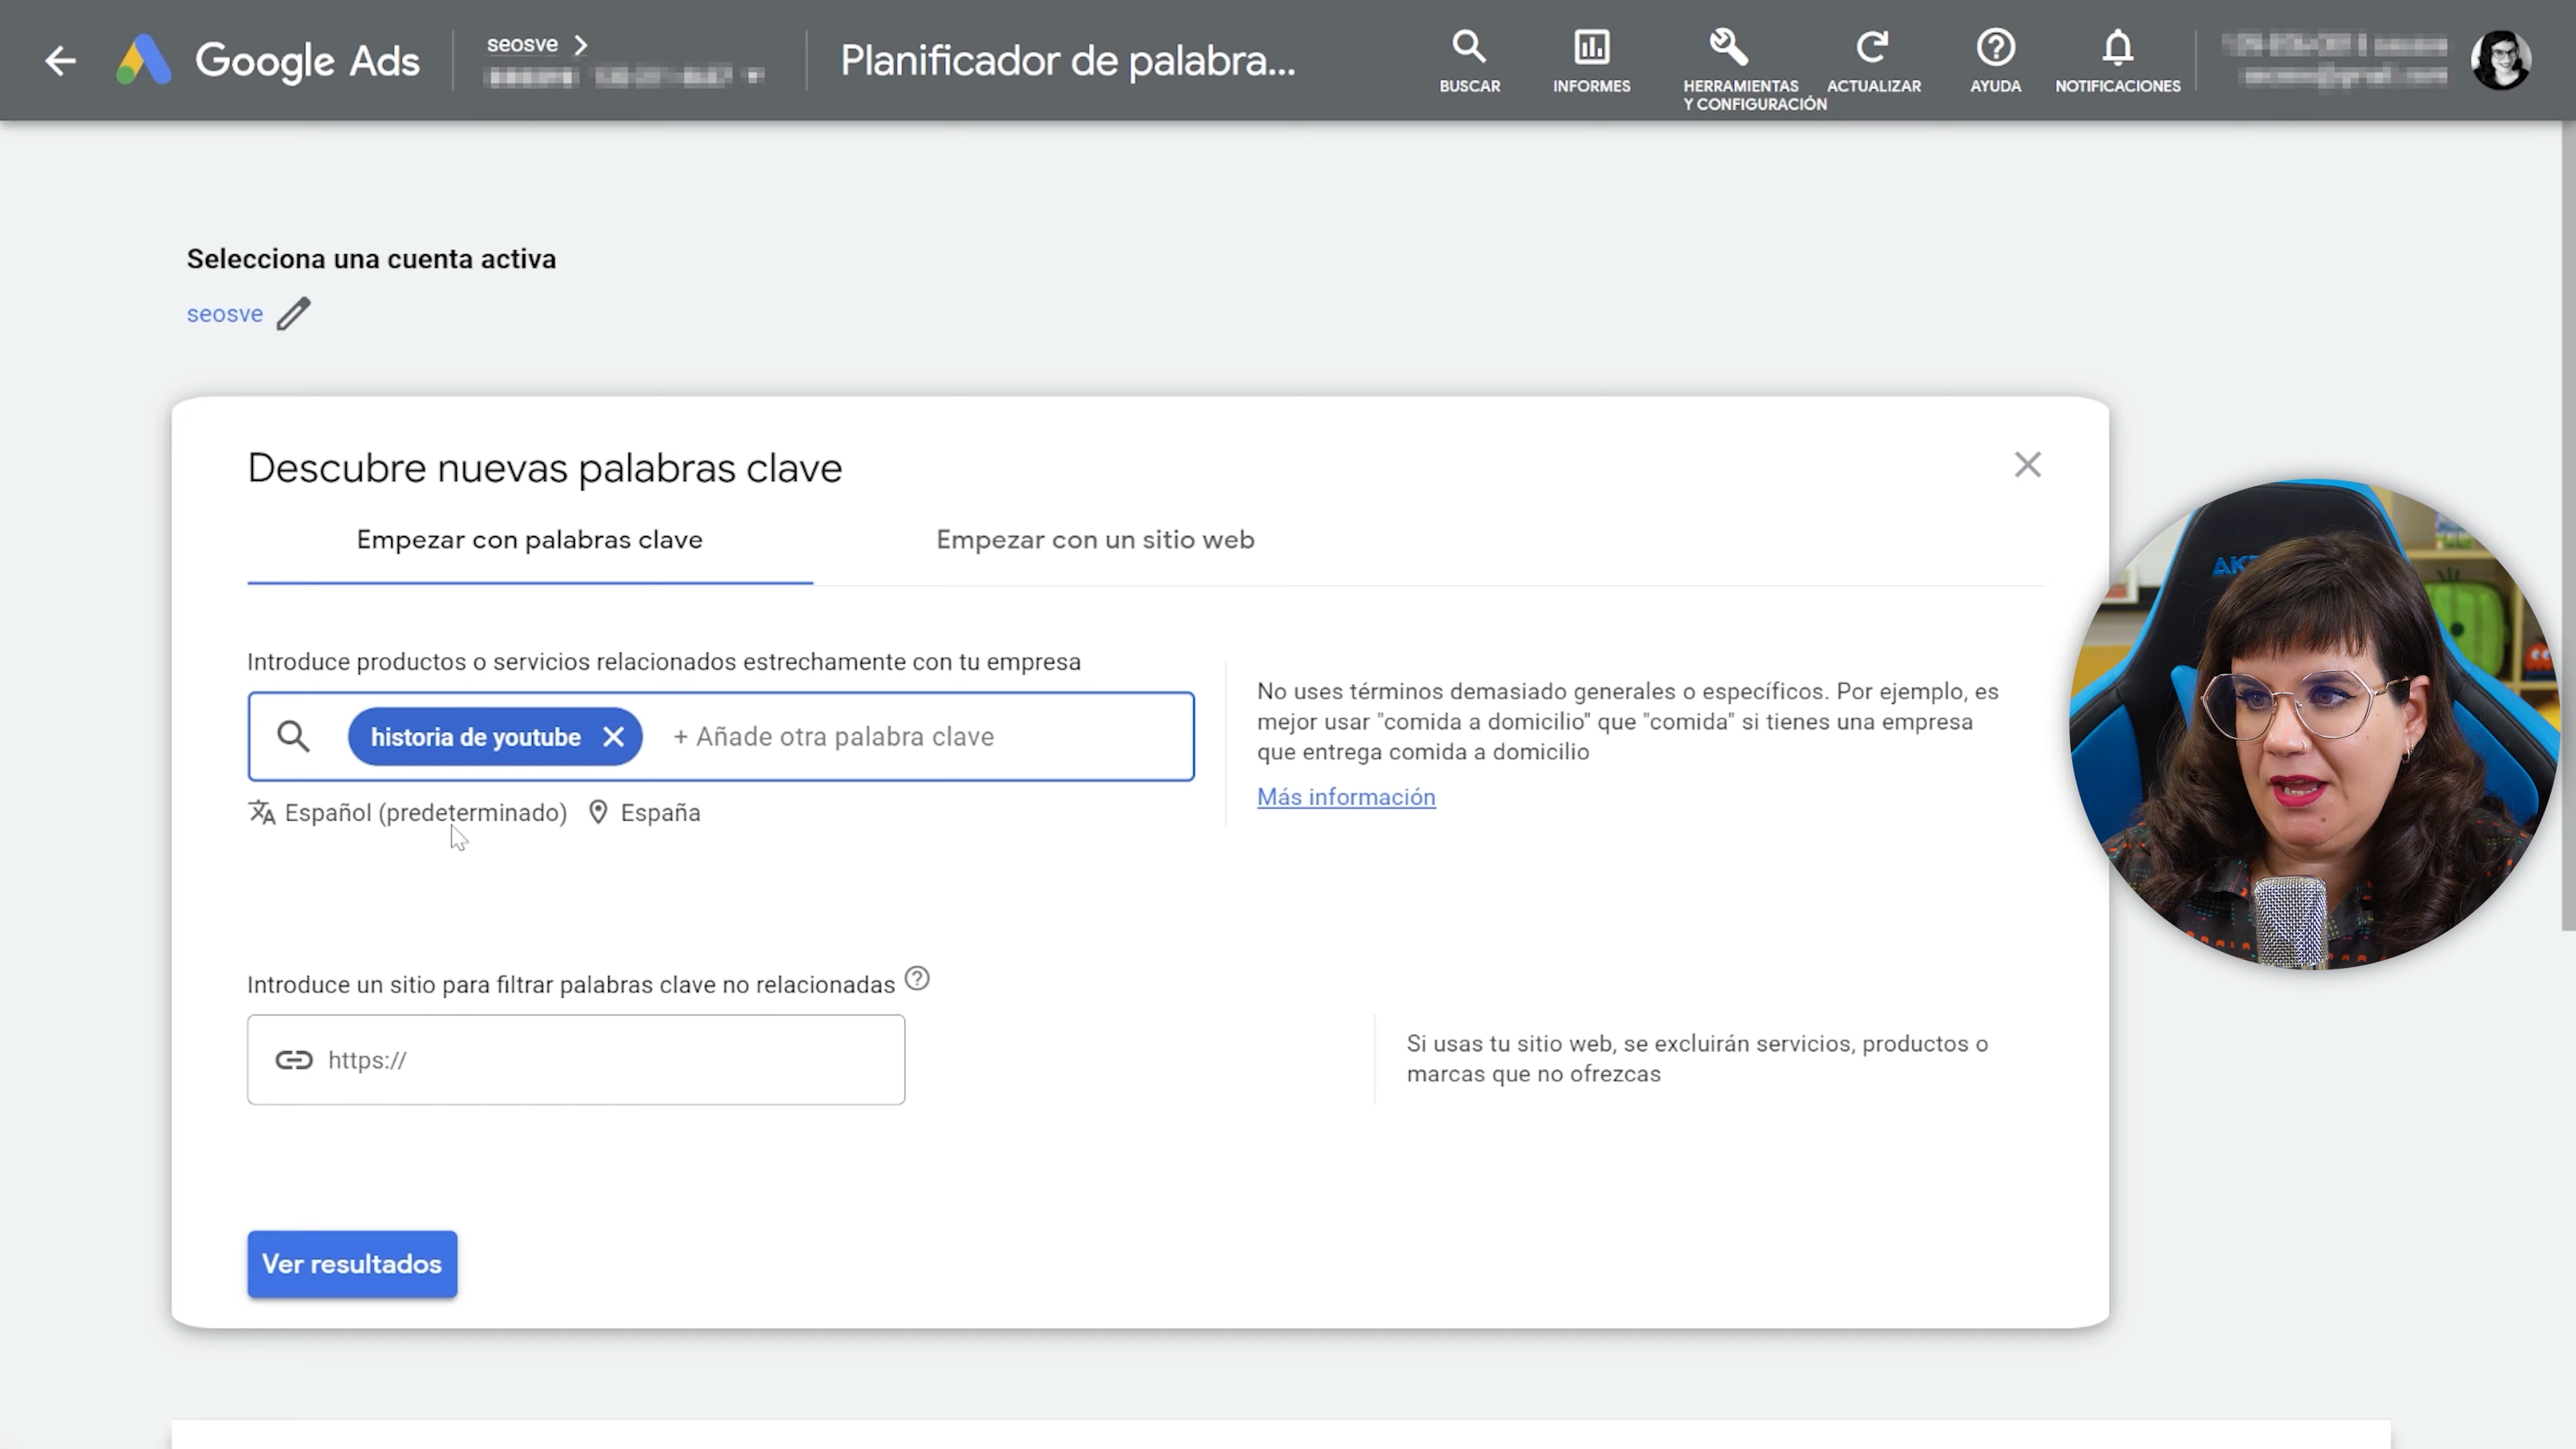 Google Ads
seosve
Planificador de palabra...
BUSCAR
INFORMES
HERRAMIENTAS
Y CONFIGURACIÓN
ACTUALIZAR
AYUDA
NOTIFICACIONES
Selecciona una cuenta activa
seosve
Descubre nuevas palabras clave
Empezar con palabras clave
Empezar con un sitio web
Introduce productos o servicios relacionados estrechamente con tu empresa
historia de youtube
+ Añade otra palabra clave
Español (predeterminado)
España
No uses términos demasiado generales o específicos. Por ejemplo, es
mejor usar "comida a domicilio" que "comida" si tienes una empresa
que entrega comida a domicilio
Más información
Introduce un sitio para filtrar palabras clave no relacionadas
https://
Si usas tu sitio web, se excluirán servicios, productos o
marcas que no ofrezcas
Ver resultados